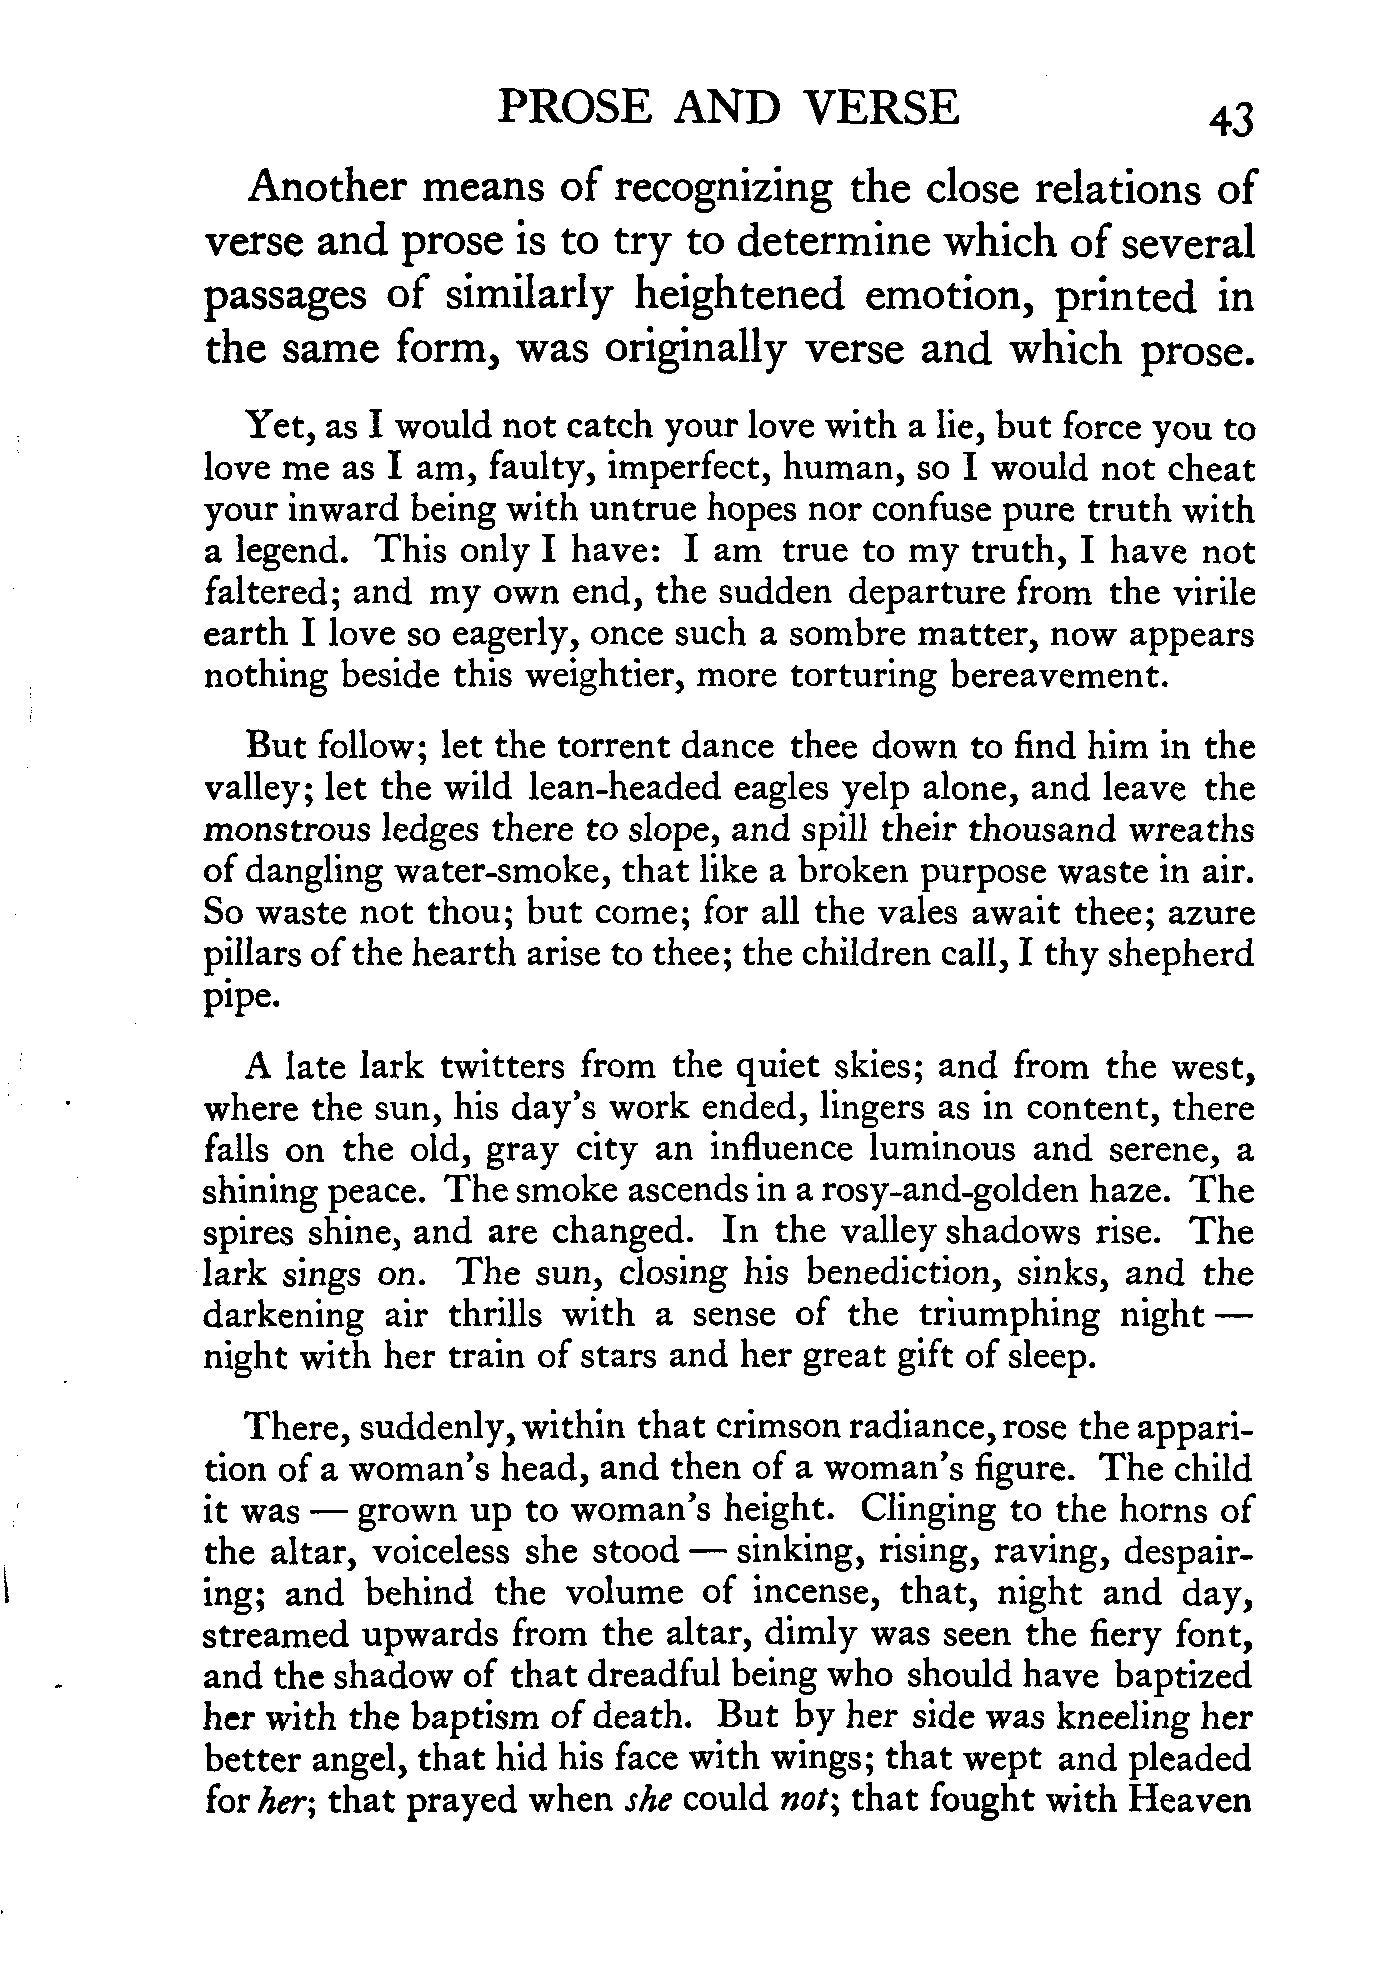 PROSE AND VERSE 43
Another means of recognizing the close relations of
verse and prose is to try to determine which of several
passages of similarly heightened emotion, printed in
the same form, was originally verse and which prose.
Yet, as I would not catch your love with a lie, but force you to
love me as I am, faulty, imperfect, human, so I would not cheat
your inward being with untrue hopes nor confuse pure truth with
a legend. This only I have: I am true to my truth, I have not
faltered; and my own end, the sudden departure from the virile
earth I love so eagerly, once such a sombre matter, now appears
nothing beside this weightier, more torturing bereavement.
But follow; let the torrent dance thee down to find him in the
valley; let the wild lean-headed eagles yelp alone, and leave the
monstrous ledges there to slope, and spill their thousand wreaths
of dangling water-smoke, that like a broken purpose waste in air.
So waste not thou; but come; for all the vales await thee; azure
pillars of the hearth arise to thee; the children call, I thy shepherd
pipe.
A late lark twitters from the quiet skies; and from the west,
where the sun, his day's work ended, lingers as in content, there
falls on the old, gray city an influence luminous and serene, a
shining peace. The smoke ascends in a rosy-and-golden haze. The
spires shine, and are changed. In the valley shadows rise. The
lark sings on. The sun, closing his benediction, sinks, and the
darkening air thrills with a sense of the triumphing night —
night with her train of stars and her great gift of sleep.
There, suddenly, within that crimson radiance, rose the appari-
tion of a woman's head, and then of a woman's figure. The child
it was — grown up to woman's height. Clinging to the horns of
the altar, voiceless she stood — sinking, rising, raving, despair-
ing; and behind the volume of incense, that, night and day,
streamed upwards from the altar, dimly was seen the fiery font,
and the shadow of that dreadful being who should have baptized
her with the baptism of death. But by her side was kneeling her
better angel, that hid his face with wings; that wept and pleaded
for her; that prayed when she could not; that fought with Heaven